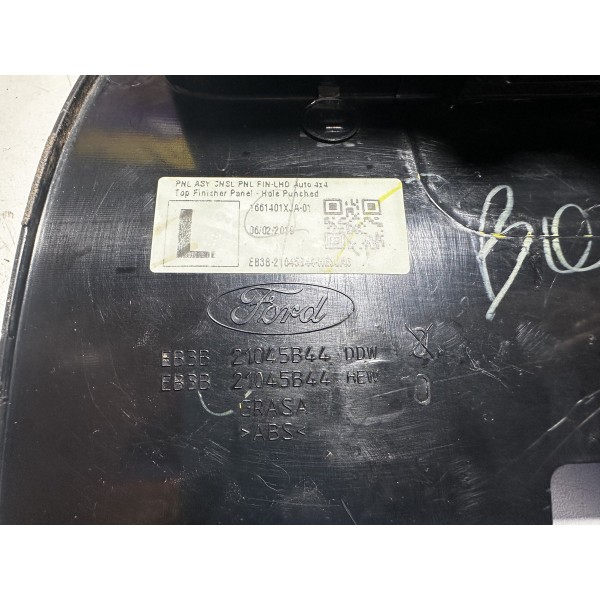 PNL ASY CNSL PNL FIN-LHD Auto 4x4
Top Finisher Panel - Hole Punched
1661401XJA-01
L
Ford
EB3B 21045B44 DDW
EB3B 21045B44 HEW
GRASA
>ABS<